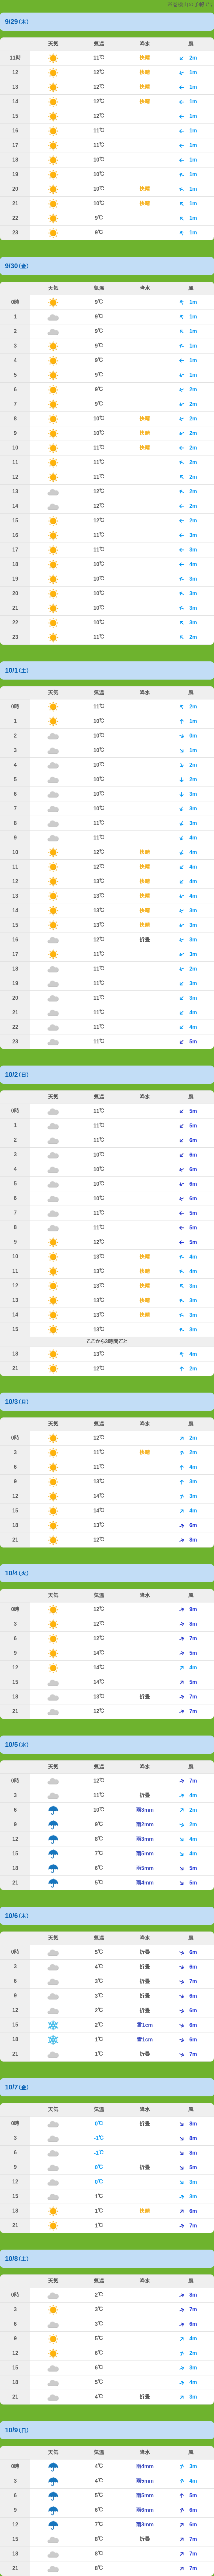 ※乾燥山の予報です
9/29(木)
天気 気温 降水 風
11時 11℃ 快晴 2m
12 12℃ 快晴 1m
13 12℃ 快晴 1m
14 12℃ 快晴 1m
15 12℃ 1m
16 11℃ 1m
17 11℃ 1m
18 10℃ 1m
19 10℃ 1m
20 10℃ 快晴 1m
21 10℃ 快晴 1m
22 9℃ 1m
23 9℃ 1m
9/30(金)
天気 気温 降水 風
0時 9℃ 1m
1 9℃ 1m
2 9℃ 1m
3 9℃ 1m
4 9℃ 1m
5 9℃ 1m
6 9℃ 2m
7 9℃ 2m
8 10℃ 快晴 2m
9 10℃ 快晴 2m
10 11℃ 快晴 2m
11 11℃ 2m
12 11℃ 2m
13 12℃ 2m
14 12℃ 2m
15 12℃ 2m
16 11℃ 3m
17 11℃ 3m
18 10℃ 4m
19 10℃ 3m
20 10℃ 3m
21 10℃ 3m
22 10℃ 3m
23 11℃ 2m
10/1(土)
天気 気温 降水 風
0時 11℃ 2m
1 10℃ 1m
2 10℃ 0m
3 10℃ 1m
4 10℃ 2m
5 10℃ 2m
6 10℃ 3m
7 10℃ 3m
8 11℃ 3m
9 11℃ 4m
10 12℃ 快晴 4m
11 12℃ 快晴 4m
12 13℃ 快晴 4m
13 13℃ 快晴 4m
14 13℃ 快晴 3m
15 13℃ 快晴 3m
16 12℃ 折畳 3m
17 11℃ 3m
18 11℃ 2m
19 11℃ 3m
20 11℃ 3m
21 11℃ 4m
22 11℃ 4m
23 11℃ 5m
10/2(日)
天気 気温 降水 風
0時 11℃ 5m
1 11℃ 5m
2 11℃ 6m
3 10℃ 6m
4 10℃ 6m
5 10℃ 6m
6 10℃ 6m
7 11℃ 5m
8 11℃ 5m
9 12℃ 5m
10 13℃ 快晴 4m
11 13℃ 快晴 4m
12 13℃ 快晴 3m
13 13℃ 快晴 3m
14 13℃ 快晴 3m
15 13℃ 3m
ここから3時間ごと
18 13℃ 4m
21 12℃ 2m
10/3(月)
天気 気温 降水 風
0時 12℃ 2m
3 11℃ 快晴 2m
6 11℃ 4m
9 13℃ 3m
12 14℃ 3m
15 14℃ 4m
18 13℃ 6m
21 12℃ 8m
10/4(火)
天気 気温 降水 風
0時 12℃ 9m
3 12℃ 8m
6 12℃ 7m
9 14℃ 5m
12 14℃ 4m
15 14℃ 5m
18 13℃ 折畳 7m
21 12℃ 7m
10/5(水)
天気 気温 降水 風
0時 12℃ 7m
3 11℃ 折畳 4m
6 10℃ 雨3mm 2m
9 9℃ 雨2mm 2m
12 8℃ 雨3mm 4m
15 7℃ 雨5mm 4m
18 6℃ 雨5mm 5m
21 5℃ 雨4mm 5m
10/6(木)
天気 気温 降水 風
0時 5℃ 折畳 6m
3 4℃ 折畳 6m
6 3℃ 折畳 7m
9 3℃ 折畳 6m
12 2℃ 折畳 6m
15 2℃ 雪1cm 6m
18 1℃ 雪1cm 6m
21 1℃ 折畳 7m
10/7(金)
天気 気温 降水 風
0時 0℃ 折畳 8m
3 -1℃ 8m
6 -1℃ 8m
9 0℃ 折畳 5m
12 0℃ 3m
15 1℃ 3m
18 1℃ 快晴 6m
21 1℃ 7m
10/8(土)
天気 気温 降水 風
0時 2℃ 8m
3 3℃ 7m
6 3℃ 6m
9 5℃ 4m
12 6℃ 2m
15 6℃ 3m
18 5℃ 4m
21 4℃ 折畳 3m
10/9(日)
天気 気温 降水 風
0時 4℃ 雨4mm 3m
3 4℃ 雨5mm 4m
6 5℃ 雨5mm 5m
9 6℃ 雨6mm 6m
12 7℃ 雨3mm 6m
15 8℃ 折畳 7m
18 8℃ 7m
21 8℃ 7m